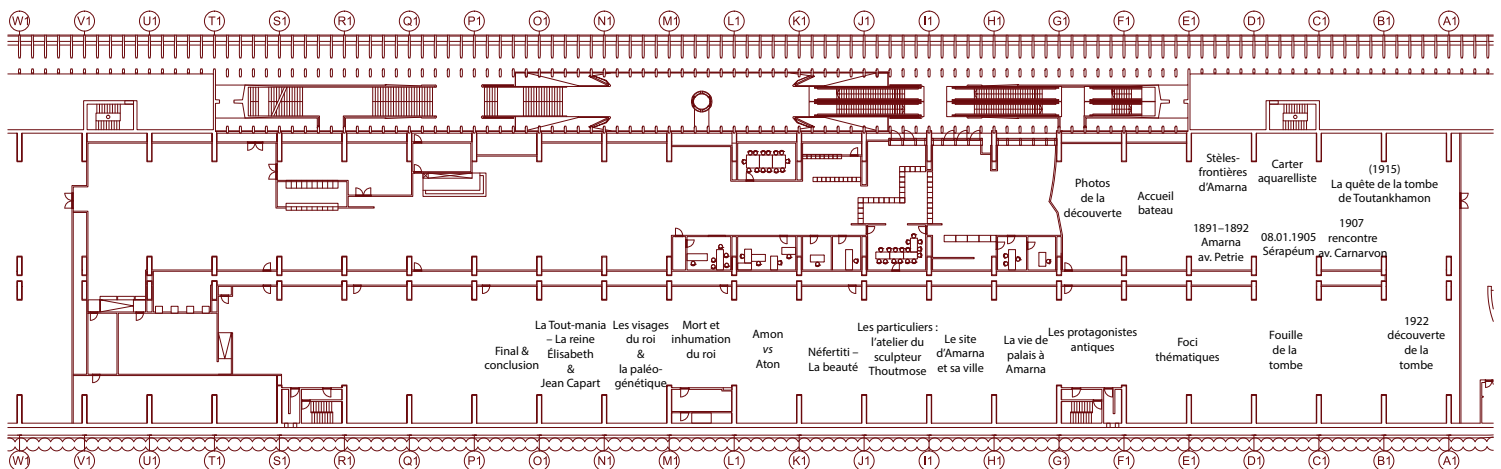 W1 V1 U1 T1 S1 R1 Q1 P1 O1 N1 M1 L1 K1 J1 I1 H1 G1 F1 E1 D1 C1 B1 A1
Photos
de la
découverte
Accueil
bateau
Stèles-
frontières
d'Amarna
Carter
aquarelliste
(1915)
La quête de la tombe
de Toutankhamon
1891–1892
Amarna
av. Petrie
08.01.1905
Sérapéum
1907
rencontre
av. Carnarvon
Final &
conclusion
La Tout-mania
– La reine
Élisabeth
&
Jean Capart
Les visages
du roi
&
la paléo-
génétique
Mort et
inhumation
du roi
Amon
vs
Aton
Néfertiti –
La beauté
Les particuliers :
l'atelier du
sculpteur
Thoutmose
Le site
d'Amarna
et sa ville
La vie de
palais à
Amarna
Les protagonistes
antiques
Foci
thématiques
Fouille
de la
tombe
1922
découverte
de la
tombe
W1 V1 U1 T1 S1 R1 Q1 P1 O1 N1 M1 L1 K1 J1 I1 H1 G1 F1 E1 D1 C1 B1 A1